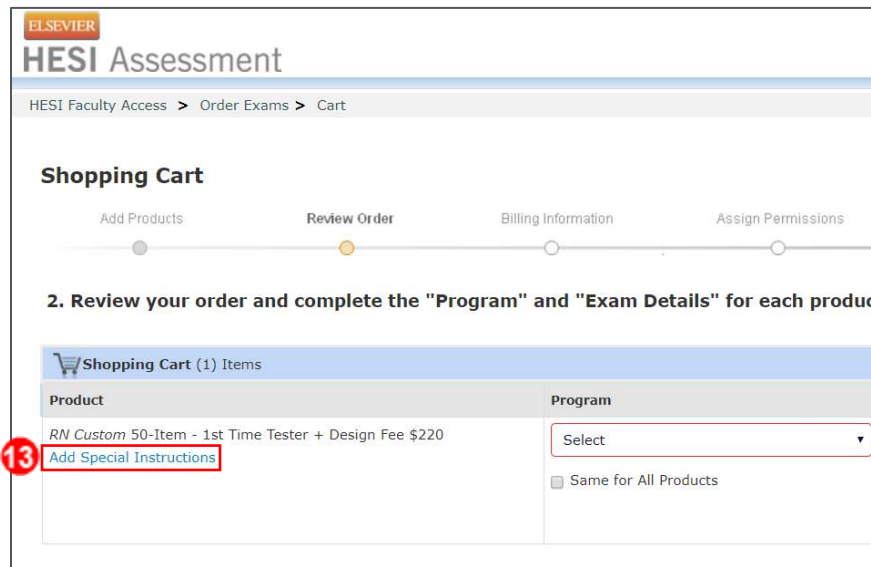 ELSEVIER
HESI Assessment
HESI Faculty Access > Order Exams > Cart
Shopping Cart
Add Products Review Order Billing Information Assign Permissions
2. Review your order and complete the "Program" and "Exam Details" for each produc
Shopping Cart (1) Items
Product Program
RN Custom 50-Item - 1st Time Tester + Design Fee $220
Select
13 Add Special Instructions
Same for All Products